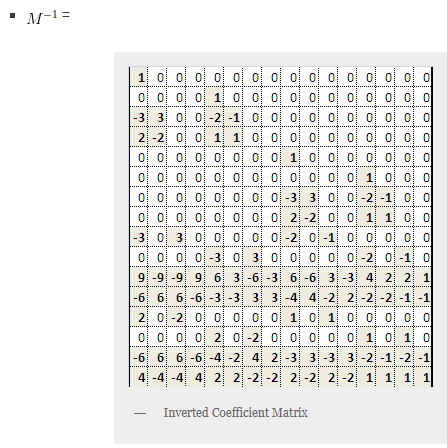 M−1 =
1 0 0 0 0 0 0 0 0 0 0 0 0 0 0 0
0 0 0 0 1 0 0 0 0 0 0 0 0 0 0 0
-3 3 0 0 -2 -1 0 0 0 0 0 0 0 0 0 0
2 -2 0 0 1 1 0 0 0 0 0 0 0 0 0 0
0 0 0 0 0 0 0 0 1 0 0 0 0 0 0 0
0 0 0 0 0 0 0 0 0 0 0 0 1 0 0 0
0 0 0 0 0 0 0 0 -3 3 0 0 -2 -1 0 0
0 0 0 0 0 0 0 0 2 -2 0 0 1 1 0 0
-3 0 3 0 0 0 0 0 -2 0 -1 0 0 0 0 0
0 0 0 0 -3 0 3 0 0 0 0 0 -2 0 -1 0
9 -9 -9 9 6 3 -6 -3 6 -6 3 -3 4 2 2 1
-6 6 6 -6 -3 -3 3 3 -4 4 -2 2 -2 -2 -1 -1
2 0 -2 0 0 0 0 0 1 0 1 0 0 0 0 0
0 0 0 0 2 0 -2 0 0 0 0 0 1 0 1 0
-6 6 6 -6 -4 -2 4 2 -3 3 -3 3 -2 -1 -2 -1
4 -4 -4 4 2 2 -2 -2 2 -2 2 -2 1 1 1 1
— Inverted Coefficient Matrix